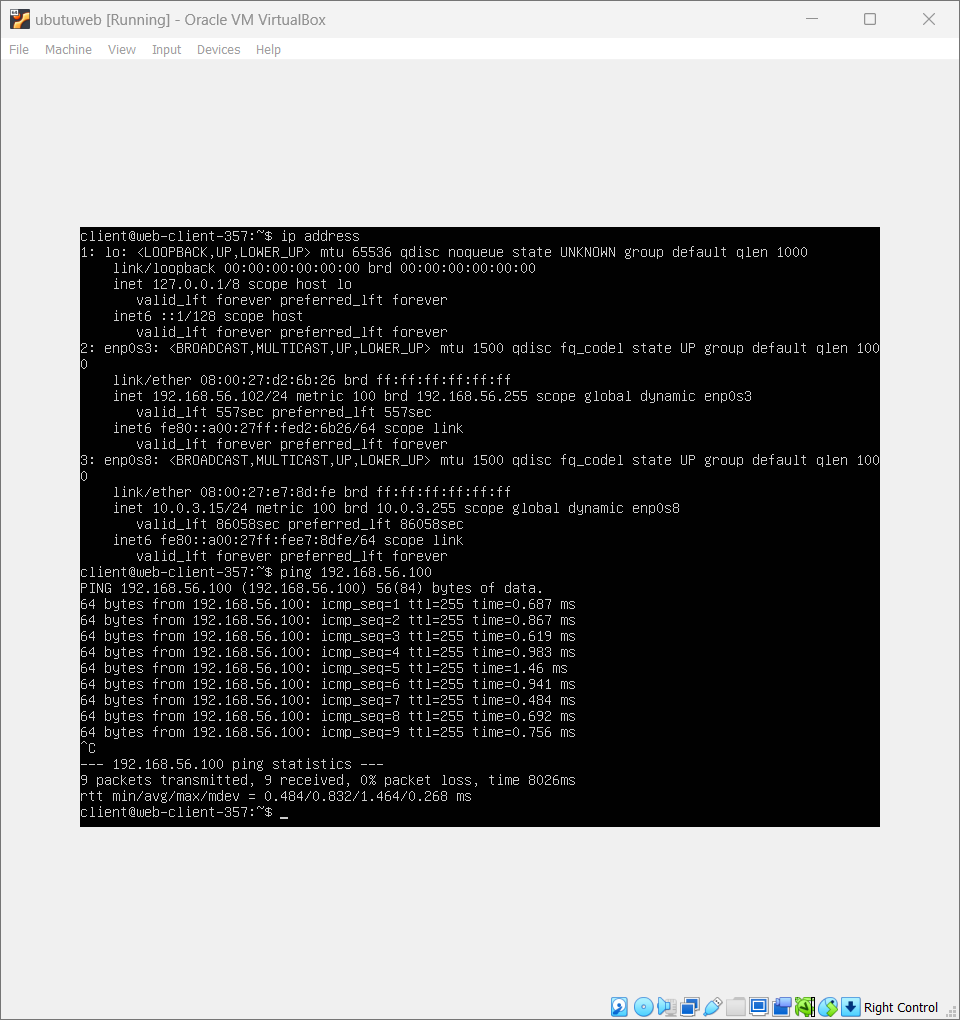 ubutuweb [Running] - Oracle VM VirtualBox
File Machine View Input Devices Help
client@web-client-357:~$ ip address
1: lo: <LOOPBACK,UP,LOWER_UP> mtu 65536 qdisc noqueue state UNKNOWN group default qlen 1000
    link/loopback 00:00:00:00:00:00 brd 00:00:00:00:00:00
    inet 127.0.0.1/8 scope host lo
       valid_lft forever preferred_lft forever
    inet6 ::1/128 scope host
       valid_lft forever preferred_lft forever
2: enp0s3: <BROADCAST,MULTICAST,UP,LOWER_UP> mtu 1500 qdisc fq_codel state UP group default qlen 100
0
    link/ether 08:00:27:d2:6b:26 brd ff:ff:ff:ff:ff:ff
    inet 192.168.56.102/24 metric 100 brd 192.168.56.255 scope global dynamic enp0s3
       valid_lft 557sec preferred_lft 557sec
    inet6 fe80::a00:27ff:fed2:6b26/64 scope link
       valid_lft forever preferred_lft forever
3: enp0s8: <BROADCAST,MULTICAST,UP,LOWER_UP> mtu 1500 qdisc fq_codel state UP group default qlen 100
0
    link/ether 08:00:27:e7:8d:fe brd ff:ff:ff:ff:ff:ff
    inet 10.0.3.15/24 metric 100 brd 10.0.3.255 scope global dynamic enp0s8
       valid_lft 86058sec preferred_lft 86058sec
    inet6 fe80::a00:27ff:fee7:8dfe/64 scope link
       valid_lft forever preferred_lft forever
client@web-client-357:~$ ping 192.168.56.100
PING 192.168.56.100 (192.168.56.100) 56(84) bytes of data.
64 bytes from 192.168.56.100: icmp_seq=1 ttl=255 time=0.687 ms
64 bytes from 192.168.56.100: icmp_seq=2 ttl=255 time=0.867 ms
64 bytes from 192.168.56.100: icmp_seq=3 ttl=255 time=0.619 ms
64 bytes from 192.168.56.100: icmp_seq=4 ttl=255 time=0.983 ms
64 bytes from 192.168.56.100: icmp_seq=5 ttl=255 time=1.46 ms
64 bytes from 192.168.56.100: icmp_seq=6 ttl=255 time=0.941 ms
64 bytes from 192.168.56.100: icmp_seq=7 ttl=255 time=0.484 ms
64 bytes from 192.168.56.100: icmp_seq=8 ttl=255 time=0.692 ms
64 bytes from 192.168.56.100: icmp_seq=9 ttl=255 time=0.756 ms
^C
--- 192.168.56.100 ping statistics ---
9 packets transmitted, 9 received, 0% packet loss, time 8026ms
rtt min/avg/max/mdev = 0.484/0.832/1.464/0.268 ms
client@web-client-357:~$ _
Right Control